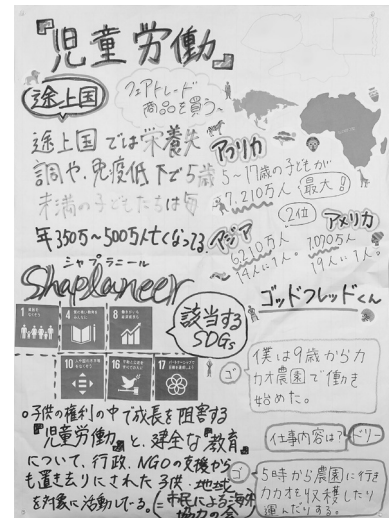 『児童労働』
途上国
フェアトレード
商品を買う、
途上国では栄養失
調や、免疫低下で5歳
未満の子どもたちは毎
年350万～500万人亡くなってる。
アフリカ
5～17歳の子どもが
7,210万人 最大!!
2位
アジア
6210万人
14人に1人。
アメリカ
1070万人
19人に1人。
シャプラニール
Shaplaneer
1
4
8
10
16
17
該当する
SDGs
ゴッドフレッドくん
ゴ
僕は9歳からカ
カオ農園で働き
始めた。
仕事内容は?
ドリー
ゴ
5時から農園に行き
カカオを収穫したり
運んだりする。
○子供の権利の中で成長を阻害する
『児童労働』と、健全な『教育』
について、行政、NGOの支援から
も置き去りにされた子供・地域
を対象に活動している。
=市民による海外
協力の会